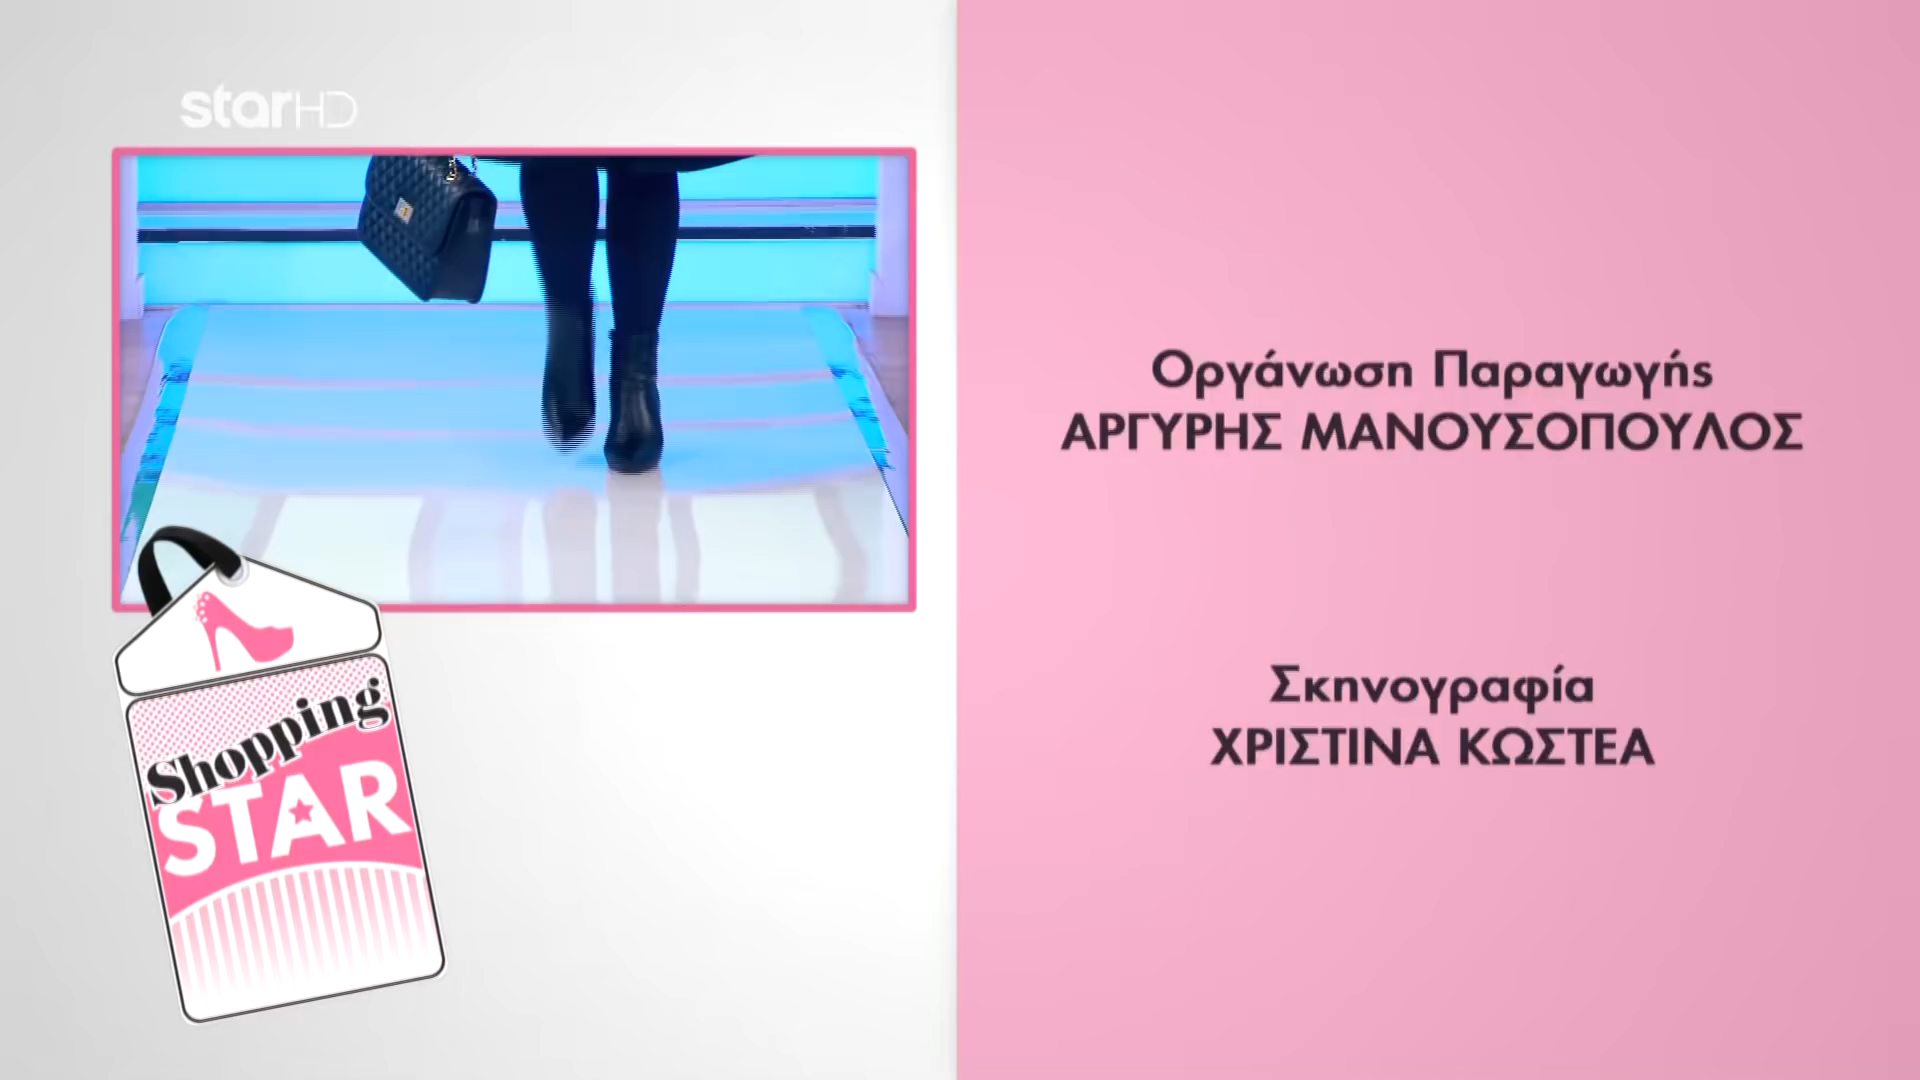 starHD
Shopping
STAR
Οργάνωση Παραγωγής
ΑΡΓΥΡΗΣ ΜΑΝΟΥΣΟΠΟΥΛΟΣ
Σκηνογραφία
ΧΡΙΣΤΙΝΑ ΚΩΣΤΕΑ